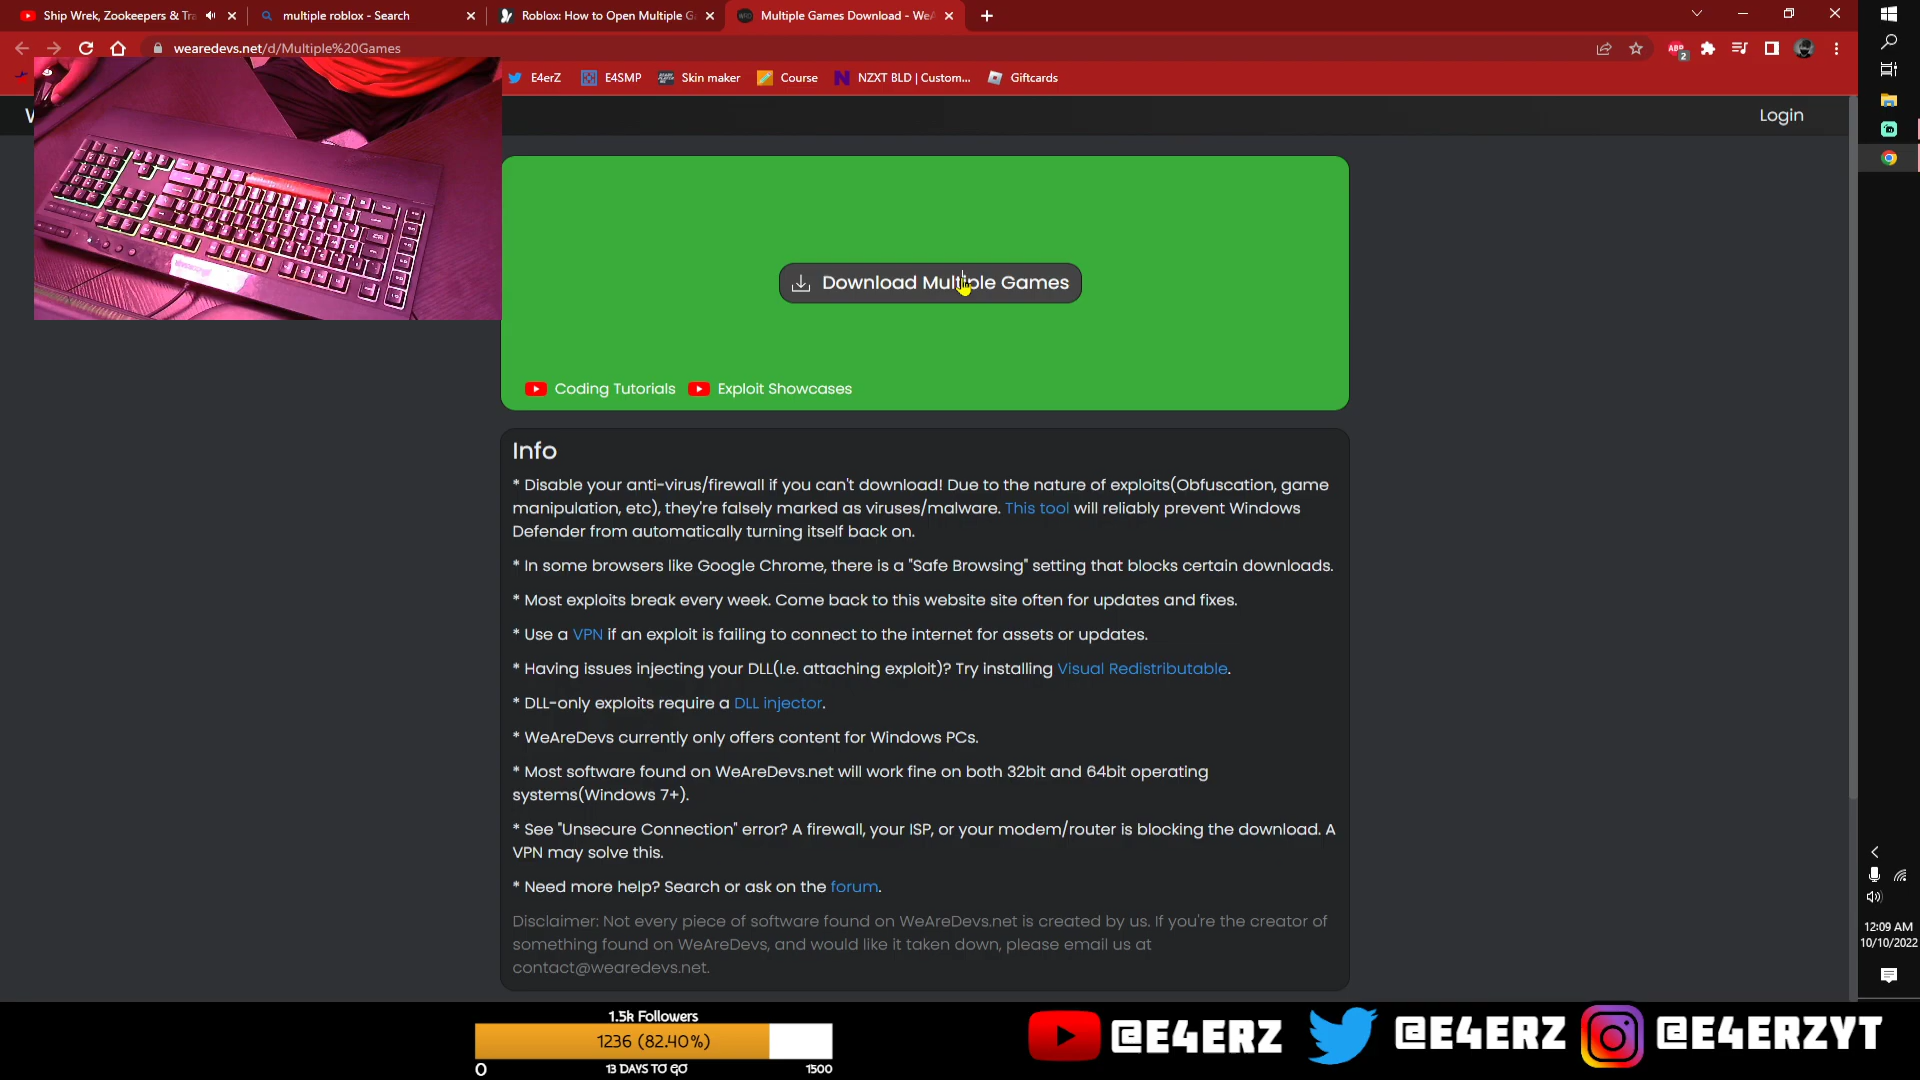 Ship Wrek, Zookeepers & Tra
multiple roblox - Search
Roblox: How to Open Multiple G
Multiple Games Download - WeA
wearedevs.net/d/Multiple%20Games
ABP
2
E4erZ
E4SMP
Skin maker
Course
NZXT BLD | Custom...
Giftcards
Login
Download Multiple Games
Coding Tutorials
Exploit Showcases
Info
* Disable your anti-virus/firewall if you can't download! Due to the nature of exploits(Obfuscation, game
manipulation, etc), they're falsely marked as viruses/malware. This tool will reliably prevent Windows
Defender from automatically turning itself back on.
* In some browsers like Google Chrome, there is a "Safe Browsing" setting that blocks certain downloads.
* Most exploits break every week. Come back to this website site often for updates and fixes.
* Use a VPN if an exploit is failing to connect to the internet for assets or updates.
* Having issues injecting your DLL(I.e. attaching exploit)? Try installing Visual Redistributable.
* DLL-only exploits require a DLL injector.
* WeAreDevs currently only offers content for Windows PCs.
* Most software found on WeAreDevs.net will work fine on both 32bit and 64bit operating
systems(Windows 7+).
* See "Unsecure Connection" error? A firewall, your ISP, or your modem/router is blocking the download. A
VPN may solve this.
* Need more help? Search or ask on the forum.
Disclaimer: Not every piece of software found on WeAreDevs.net is created by us. If you're the creator of
something found on WeAreDevs, and would like it taken down, please email us at
contact@wearedevs.net.
12:09 AM
10/10/2022
1.5k Followers
1236 (82.40%)
0
13 DAYS TO GO
1500
@E4ERZ
@E4ERZ
@E4ERZYT